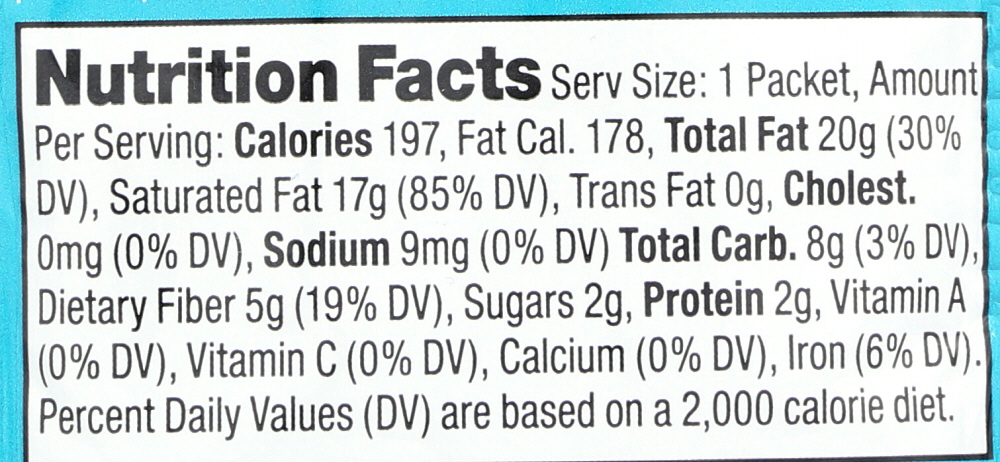 Nutrition Facts Serv Size: 1 Packet, Amount
Per Serving: Calories 197, Fat Cal. 178, Total Fat 20g (30%
DV), Saturated Fat 17g (85% DV), Trans Fat 0g, Cholest.
0mg (0% DV), Sodium 9mg (0% DV) Total Carb. 8g (3% DV),
Dietary Fiber 5g (19% DV), Sugars 2g, Protein 2g, Vitamin A
(0% DV), Vitamin C (0% DV), Calcium (0% DV), Iron (6% DV).
Percent Daily Values (DV) are based on a 2,000 calorie diet.